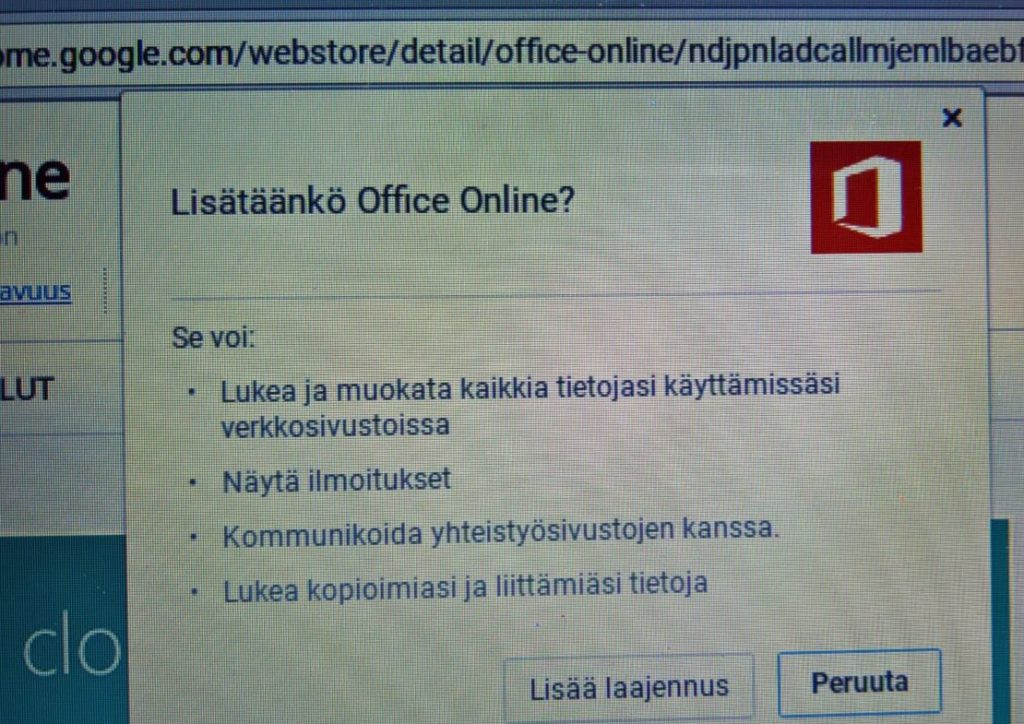 ome.google.com/webstore/detail/office-online/ndjpnladcallmjemlbaebf
ne
on
avuus
LUT
clo
Lisätäänkö Office Online?
Se voi:
• Lukea ja muokata kaikkia tietojasi käyttämissäsi
verkkosivustoissa
• Näytä ilmoitukset
• Kommunikoida yhteistyösivustojen kanssa.
• Lukea kopioimiasi ja liittämiäsi tietoja
Lisää laajennus
Peruuta